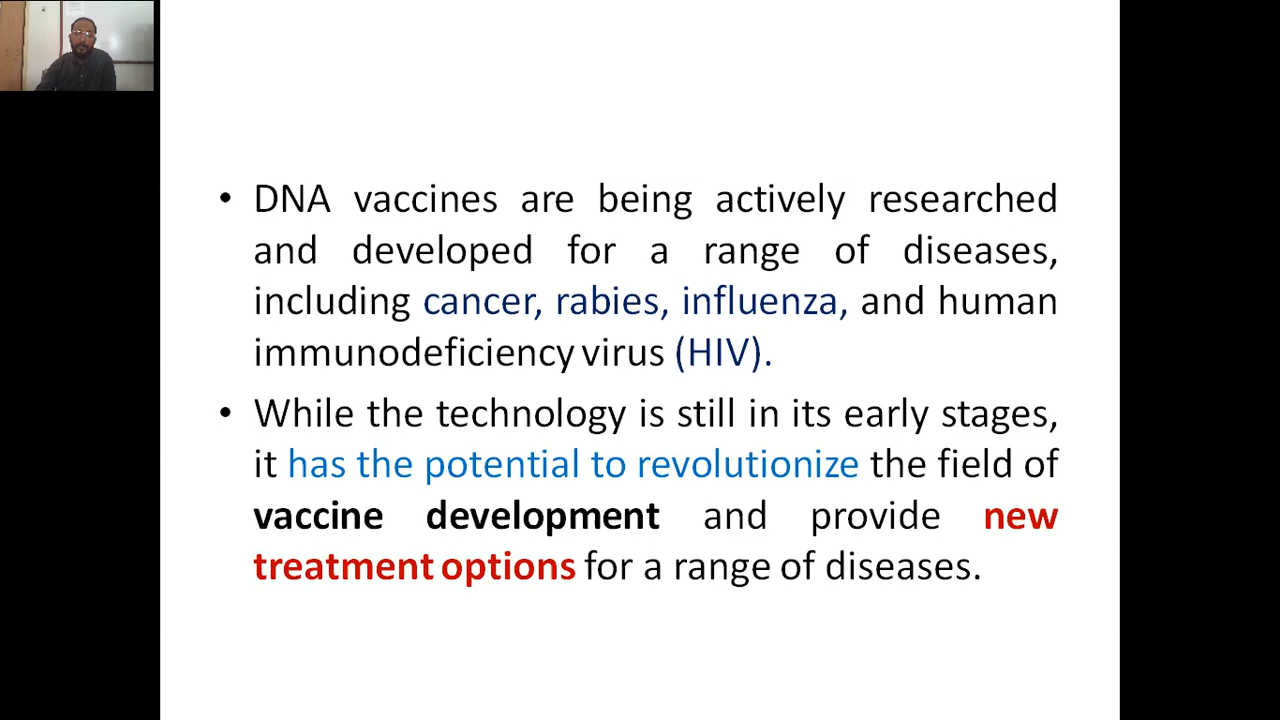 • DNA vaccines are being actively researched
and developed for a range of diseases,
including cancer, rabies, influenza, and human
immunodeficiency virus (HIV).
• While the technology is still in its early stages,
it has the potential to revolutionize the field of
vaccine development and provide new
treatment options for a range of diseases.